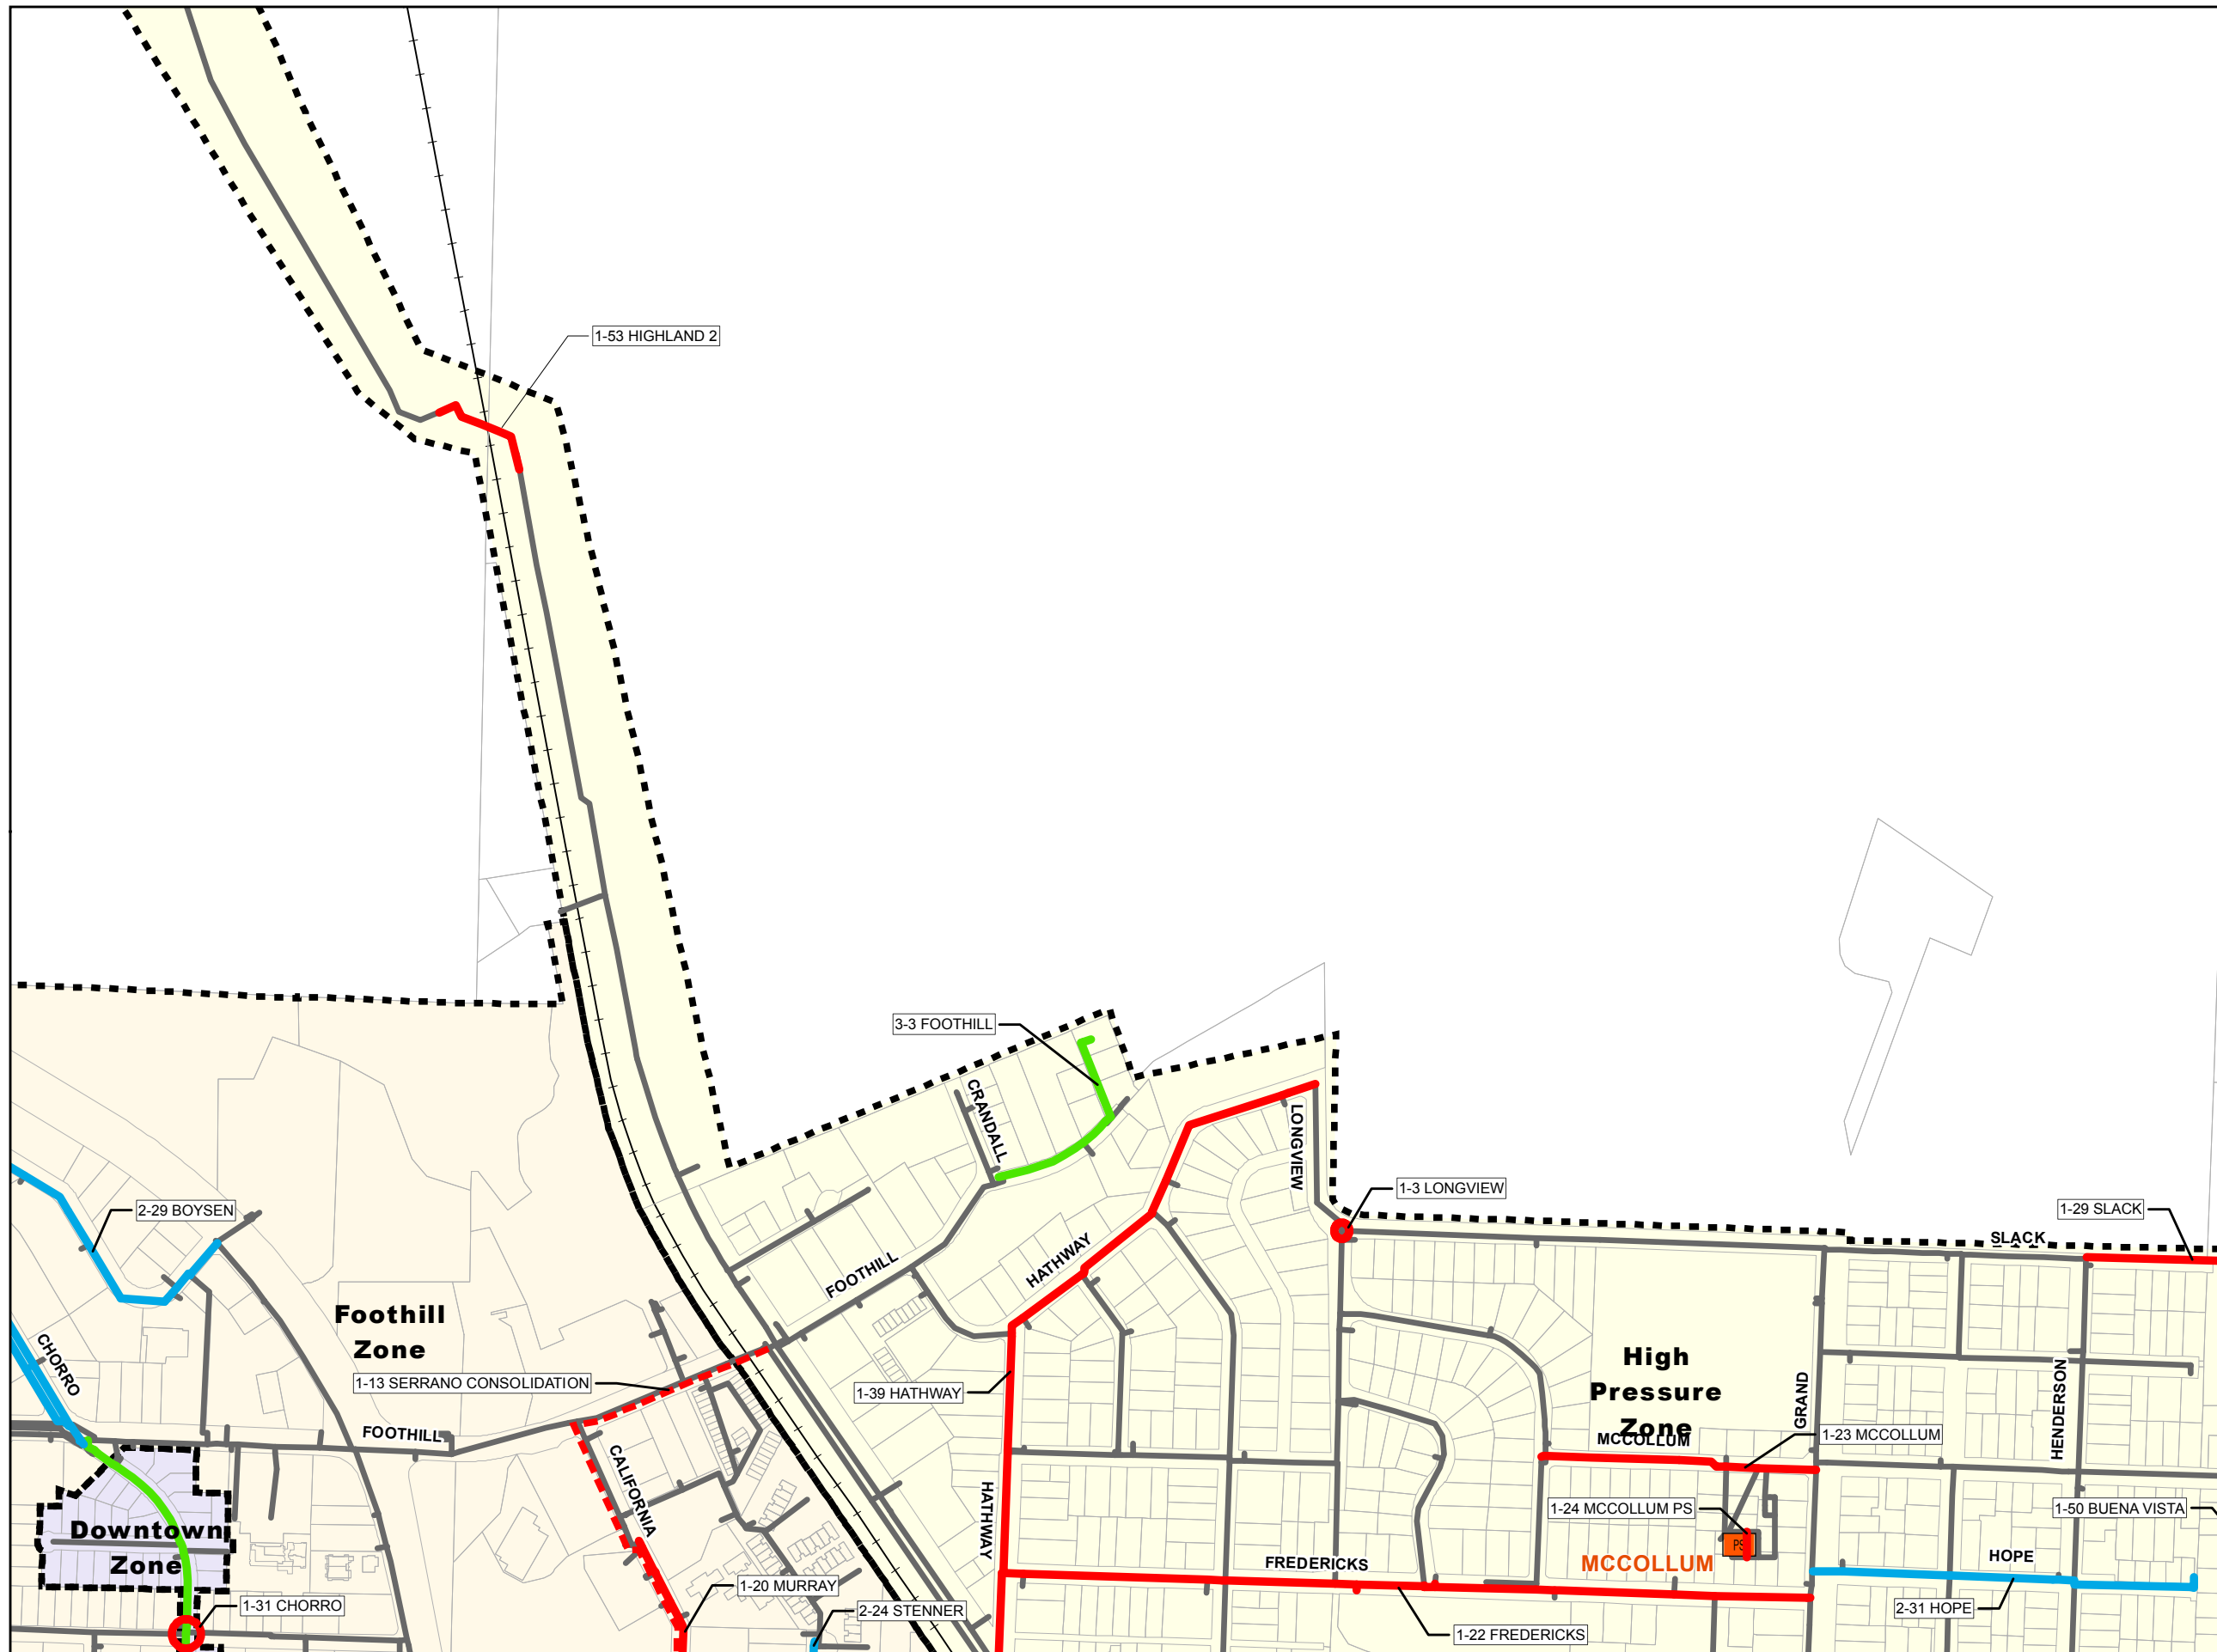 1-53 HIGHLAND 2
3-3 FOOTHILL
CRANDALL
LONGVIEW
1-3 LONGVIEW
2-29 BOYSEN
1-29 SLACK
SLACK
HATHWAY
FOOTHILL
Foothill
Zone
CHORRO
High
Pressure
Zone
1-13 SERRANO CONSOLIDATION
1-39 HATHWAY
GRAND
HENDERSON
FOOTHILL
MCCOLLUM
1-23 MCCOLLUM
CALIFORNIA
HATHWAY
1-24 MCCOLLUM PS
1-50 BUENA VISTA
Downtown
Zone
PS
MCCOLLUM
FREDERICKS
HOPE
1-20 MURRAY
1-31 CHORRO
2-24 STENNER
2-31 HOPE
1-22 FREDERICKS